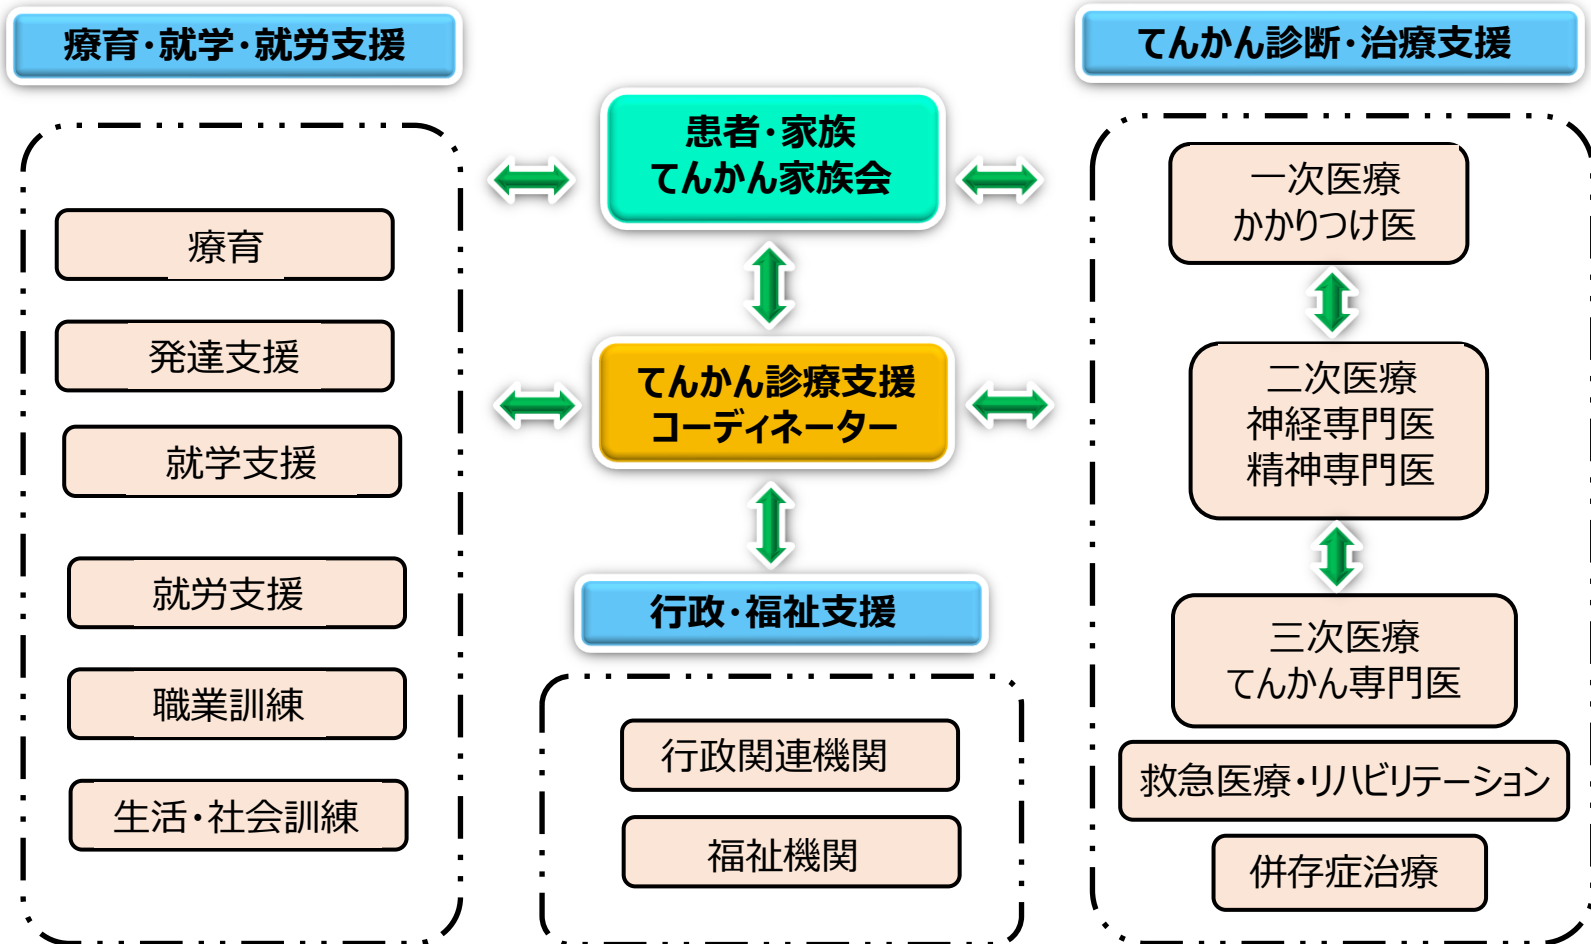 療育・就学・就労支援
てんかん診断・治療支援
患者・家族
てんかん家族会
てんかん診療支援
コーディネーター
行政・福祉支援
療育
発達支援
就学支援
就労支援
職業訓練
生活・社会訓練
行政関連機関
福祉機関
一次医療
かかりつけ医
二次医療
神経専門医
精神専門医
三次医療
てんかん専門医
救急医療・リハビリテーション
併存症治療